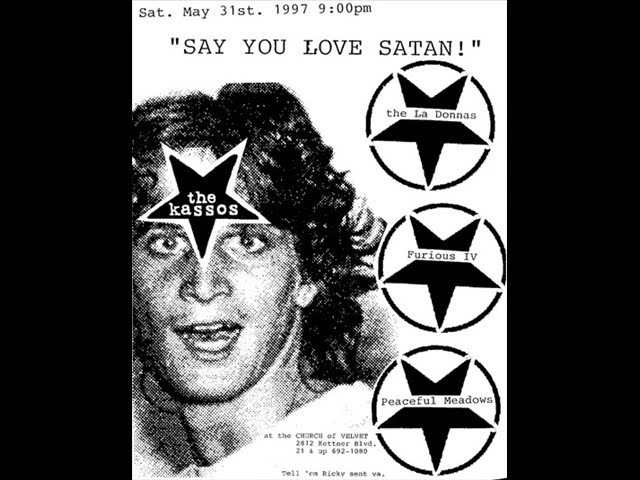 Sat. May 31st. 1997 9:00pm
"SAY YOU LOVE SATAN!"
the La Donnas
the
kassos
Furious IV
Peaceful Meadows
at the CHURCH of VELVET
2812 Kettner Blvd.
21 & up 692-1080
Tell 'em Ricky sent ya.